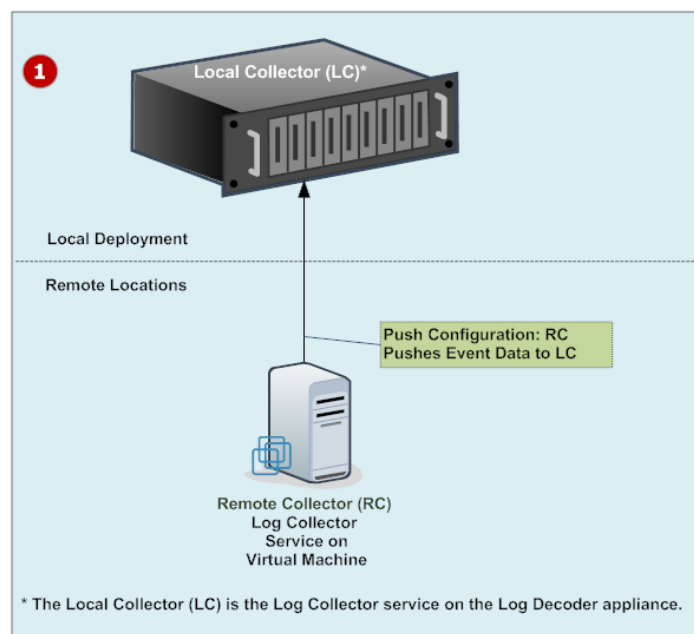 1
Local Collector (LC)*
Local Deployment
Remote Locations
Push Configuration: RC
Pushes Event Data to LC
Remote Collector (RC)
Log Collector
Service on
Virtual Machine
* The Local Collector (LC) is the Log Collector service on the Log Decoder appliance.